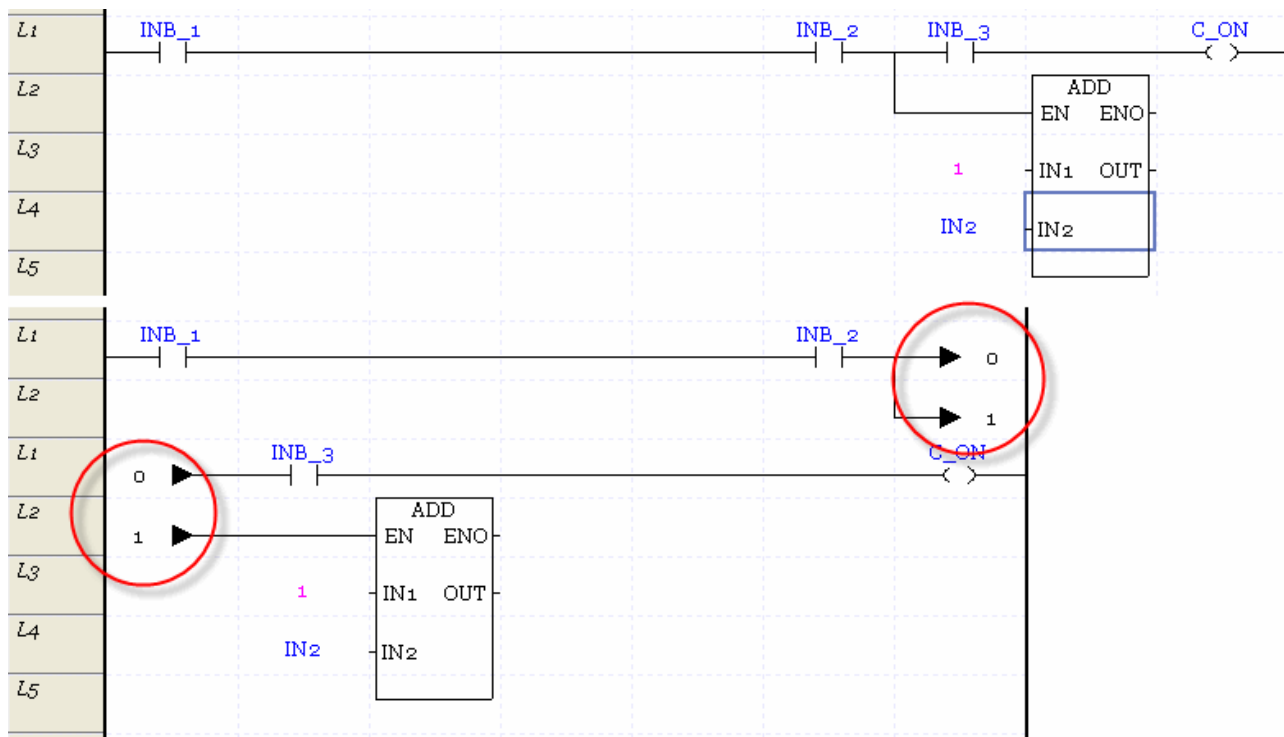 L1 INB_1 INB_2 INB_3 C_ON
L2 ADD
EN ENO
L3 1 IN1 OUT
L4 IN2 IN2
L5
L1 INB_1 INB_2 0
L2 1
L1 0 INB_3 C_ON
L2 1 ADD
EN ENO
L3 1 IN1 OUT
L4 IN2 IN2
L5